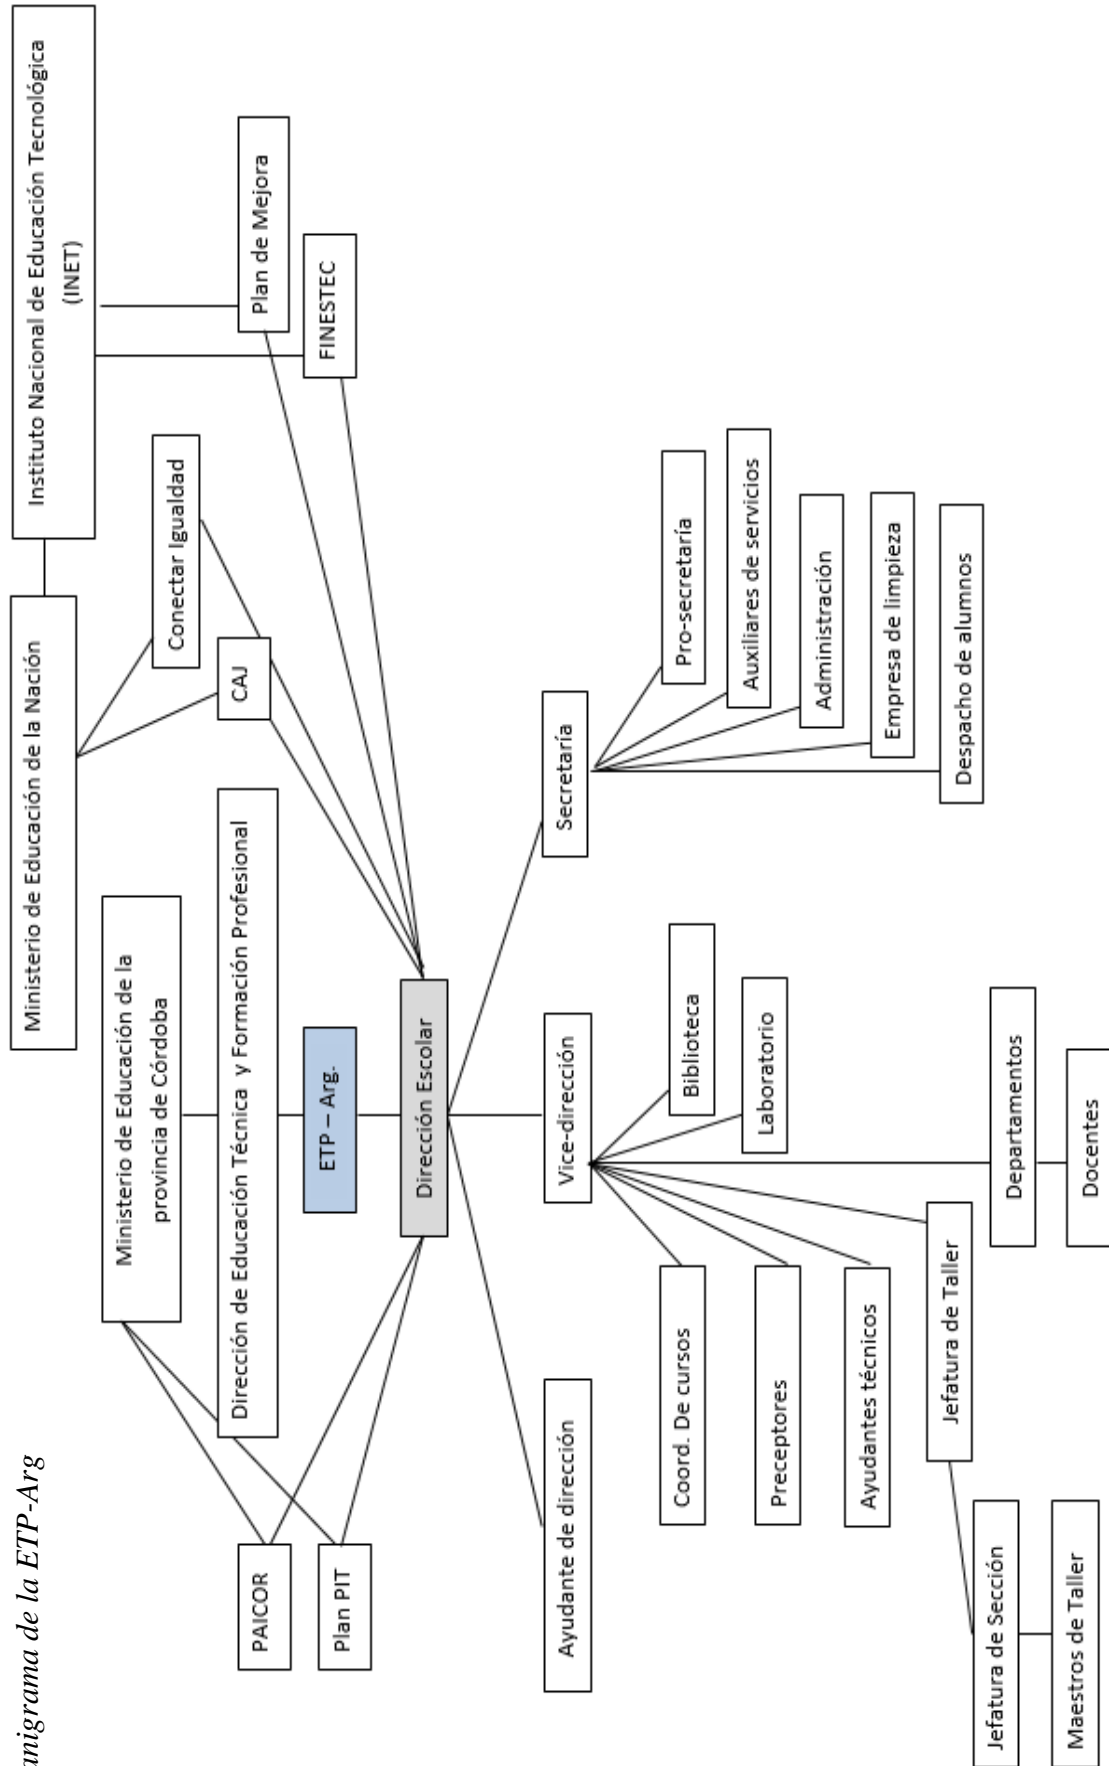 anigrama de la ETP-Arg
Ministerio de Educación de la Nación
Instituto Nacional de Educación Tecnológica
(INET)
Ministerio de Educación de la
provincia de Córdoba
Conectar Igualdad
CAJ
Plan de Mejora
FINESTEC
PAICOR
Plan PIT
Dirección de Educación Técnica y Formación Profesional
ETP – Arg.
Dirección Escolar
Ayudante de dirección
Vice-dirección
Secretaría
Coord. De cursos
Preceptores
Ayudantes técnicos
Jefatura de Taller
Jefatura de Sección
Maestros de Taller
Biblioteca
Laboratorio
Departamentos
Docentes
Pro-secretaría
Auxiliares de servicios
Administración
Empresa de limpieza
Despacho de alumnos